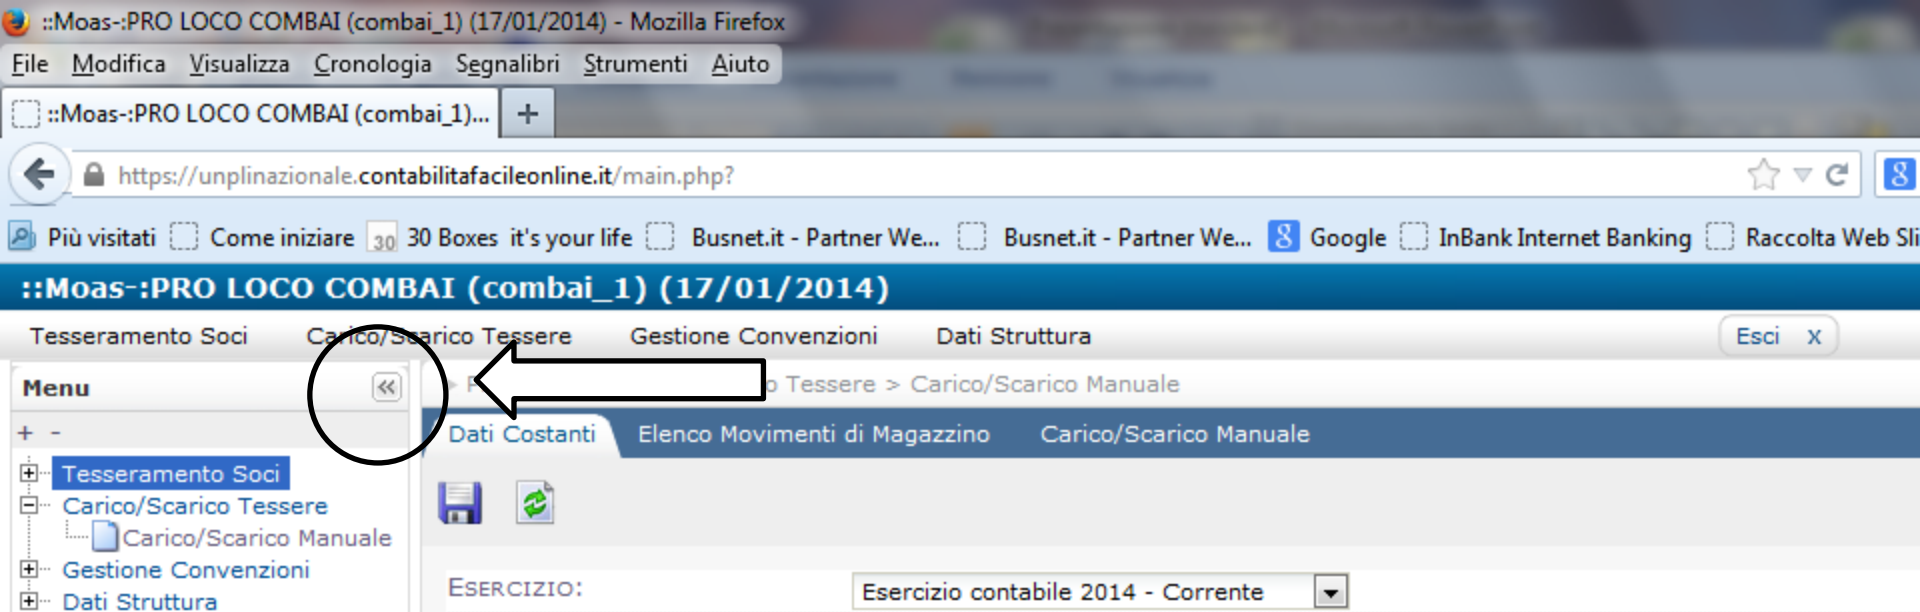 ::Moas-:PRO LOCO COMBAI (combai_1) (17/01/2014) - Mozilla Firefox
File Modifica Visualizza Cronologia Segnalibri Strumenti Aiuto
::Moas-:PRO LOCO COMBAI (combai_1)... +
https://unplinazionale.contabilitafacileonline.it/main.php? 8
Più visitati Come iniziare 30 30 Boxes it's your life Busnet.it - Partner We... Busnet.it - Partner We... 8 Google InBank Internet Banking Raccolta Web Sli
::Moas-:PRO LOCO COMBAI (combai_1) (17/01/2014)
Tesseramento Soci Carico/Scarico Tessere Gestione Convenzioni Dati Struttura Esci x
Menu « o Tessere > Carico/Scarico Manuale
+ - Dati Costanti Elenco Movimenti di Magazzino Carico/Scarico Manuale
Tesseramento Soci
Carico/Scarico Tessere
Carico/Scarico Manuale
Gestione Convenzioni
Dati Struttura
ESERCIZIO: Esercizio contabile 2014 - Corrente